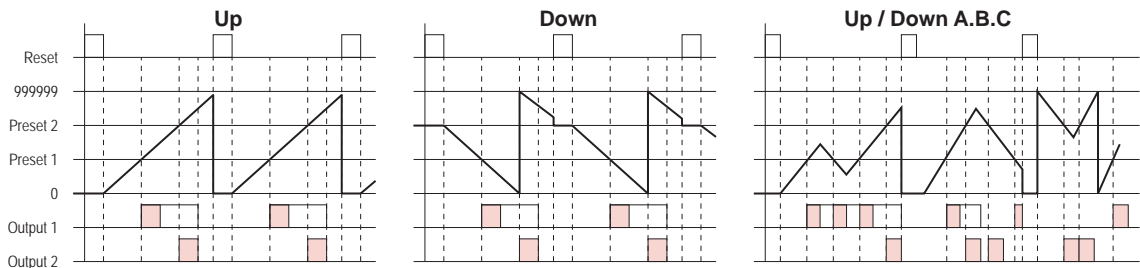 Up
Down
Up / Down A.B.C
Reset
999999
Preset 2
Preset 1
0
Output 1
Output 2